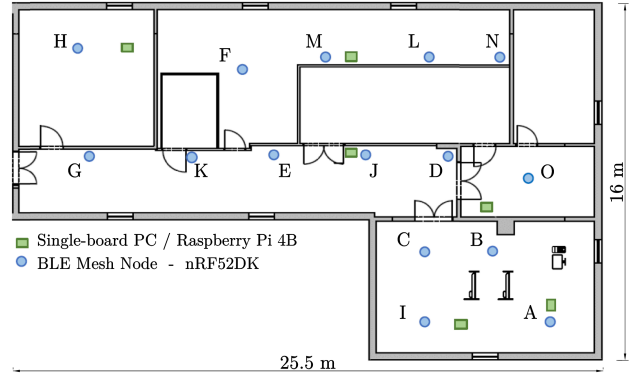 H
F
M
L
N
G
K
E
J
D
O
16 m
Single-board PC / Raspberry Pi 4B
BLE Mesh Node - nRF52DK
C
B
I
A
25.5 m